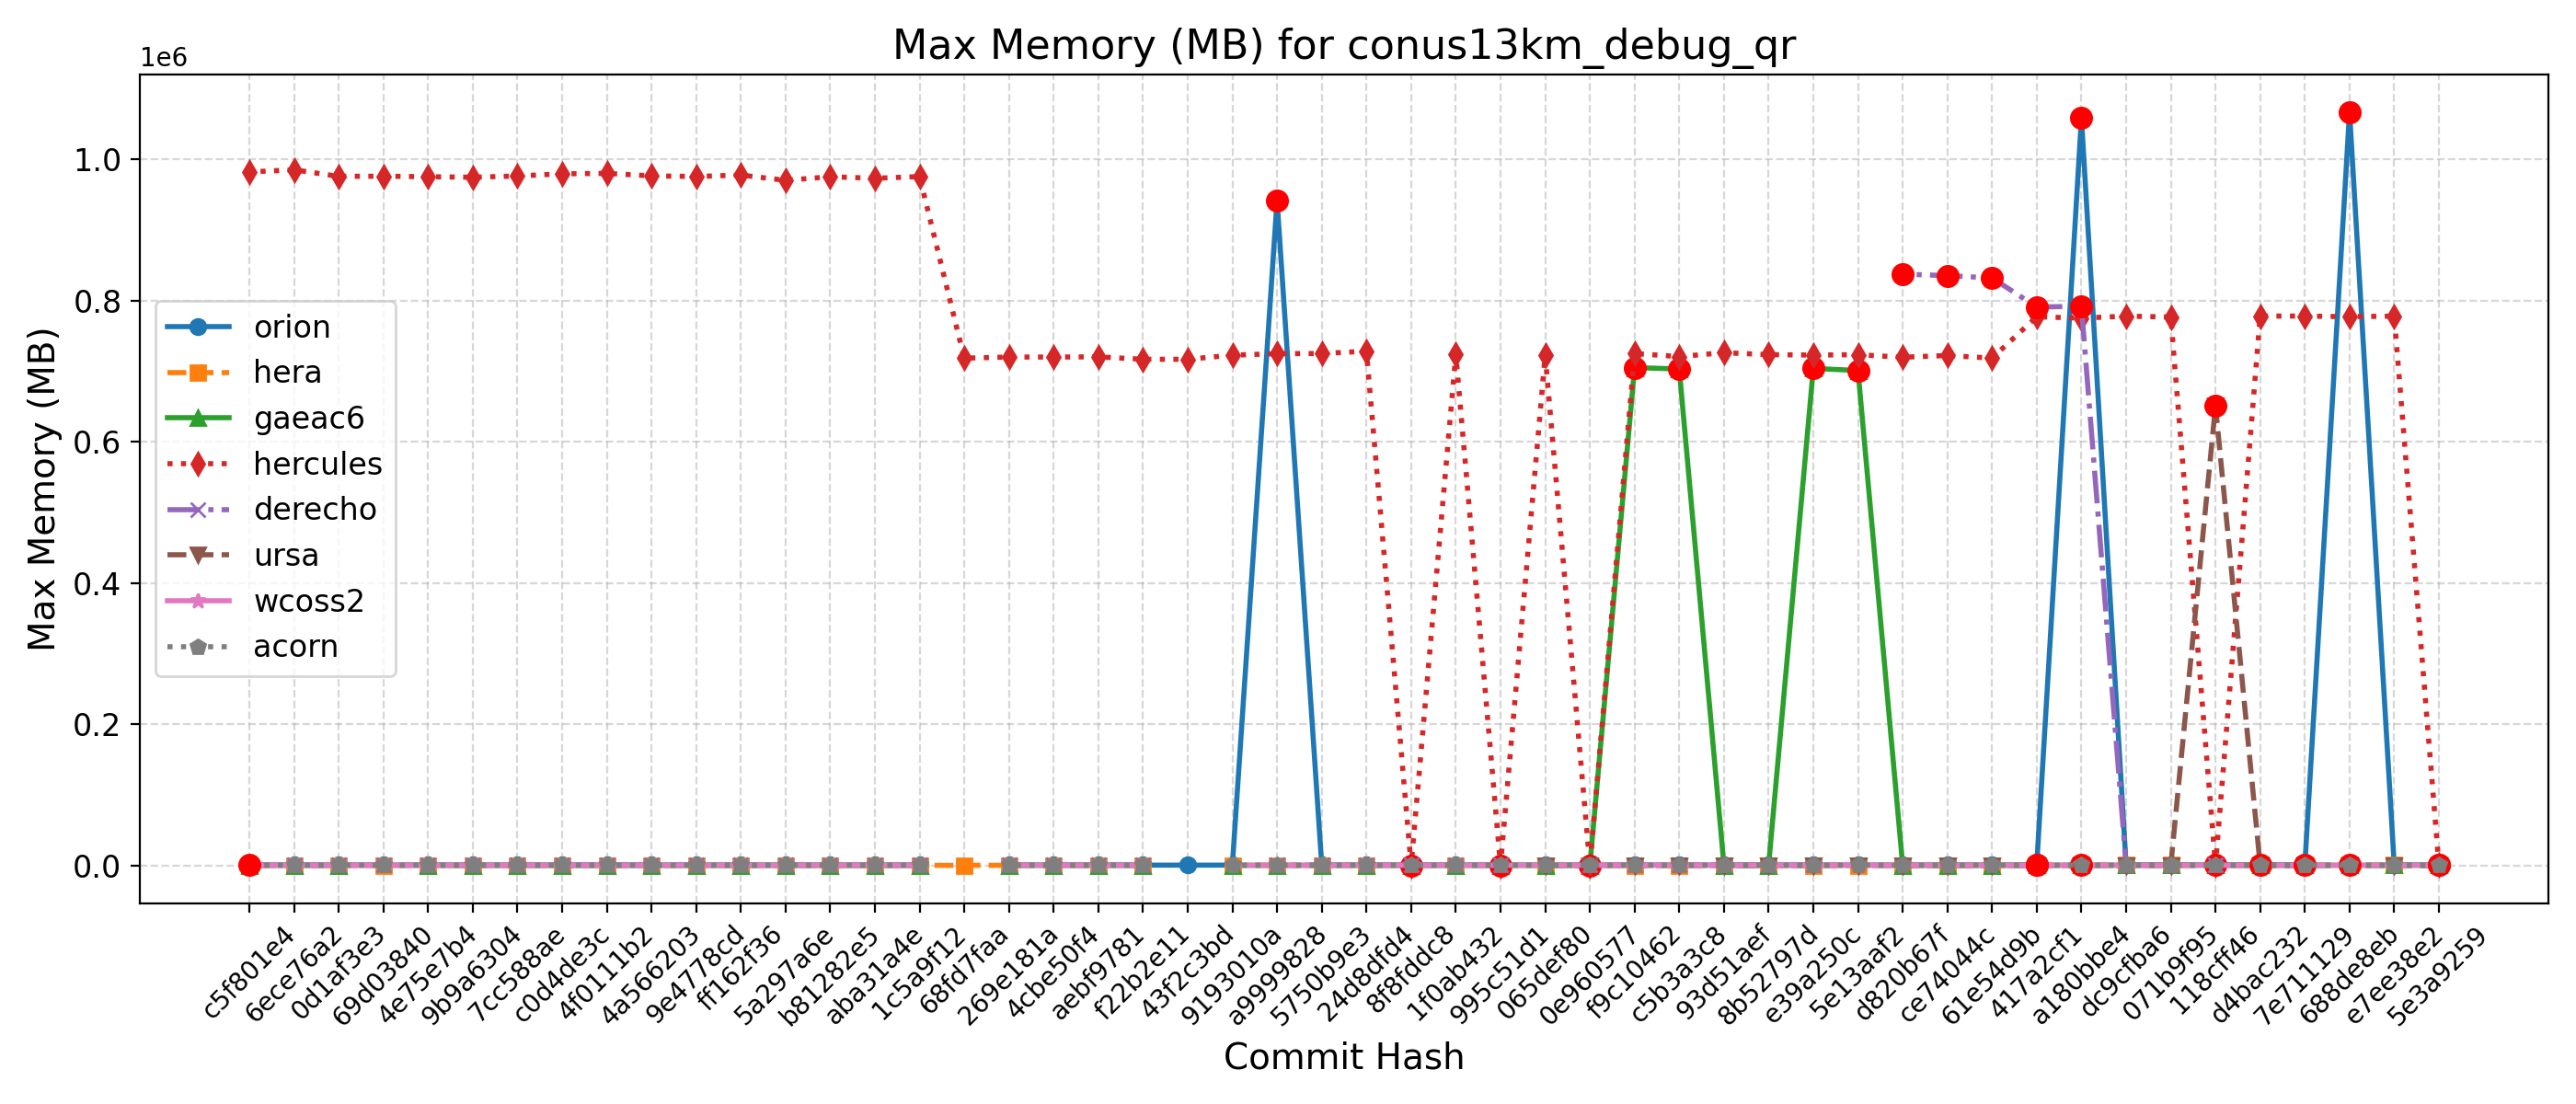 Max Memory (MB) for conus13km_debug_qr
1e6
1.0
0.8
0.6
0.4
0.2
0.0
Max Memory (MB)
orion
hera
gaeac6
hercules
derecho
ursa
wcoss2
acorn
c5f801e4
6ece76a2
0d1af3e3
69d03840
4e75e7b4
9b9a6304
7cc588ae
c0d4de3c
4f0111b2
4a566203
9e4778cd
ff162f36
5a297a6e
b81282e5
aba31a4e
1c5a9f12
68fd7faa
269e181a
4cbe50f4
aebf9781
f22b2e11
43f2c3bd
9193010a
a9999828
5750b9e3
24d8dfd4
8f8fddc8
1f0ab432
995c51d1
065def80
0e960577
f9c10462
c5b3a3c8
93d51aef
8b52797d
e39a250c
5e13aaf2
d820b67f
ce74044c
61e54d9b
417a2cf1
a180bbe4
dc9cfba6
071b9f95
118cff46
d4bac232
7e711129
688de8eb
e7ee38e2
5e3a9259
Commit Hash